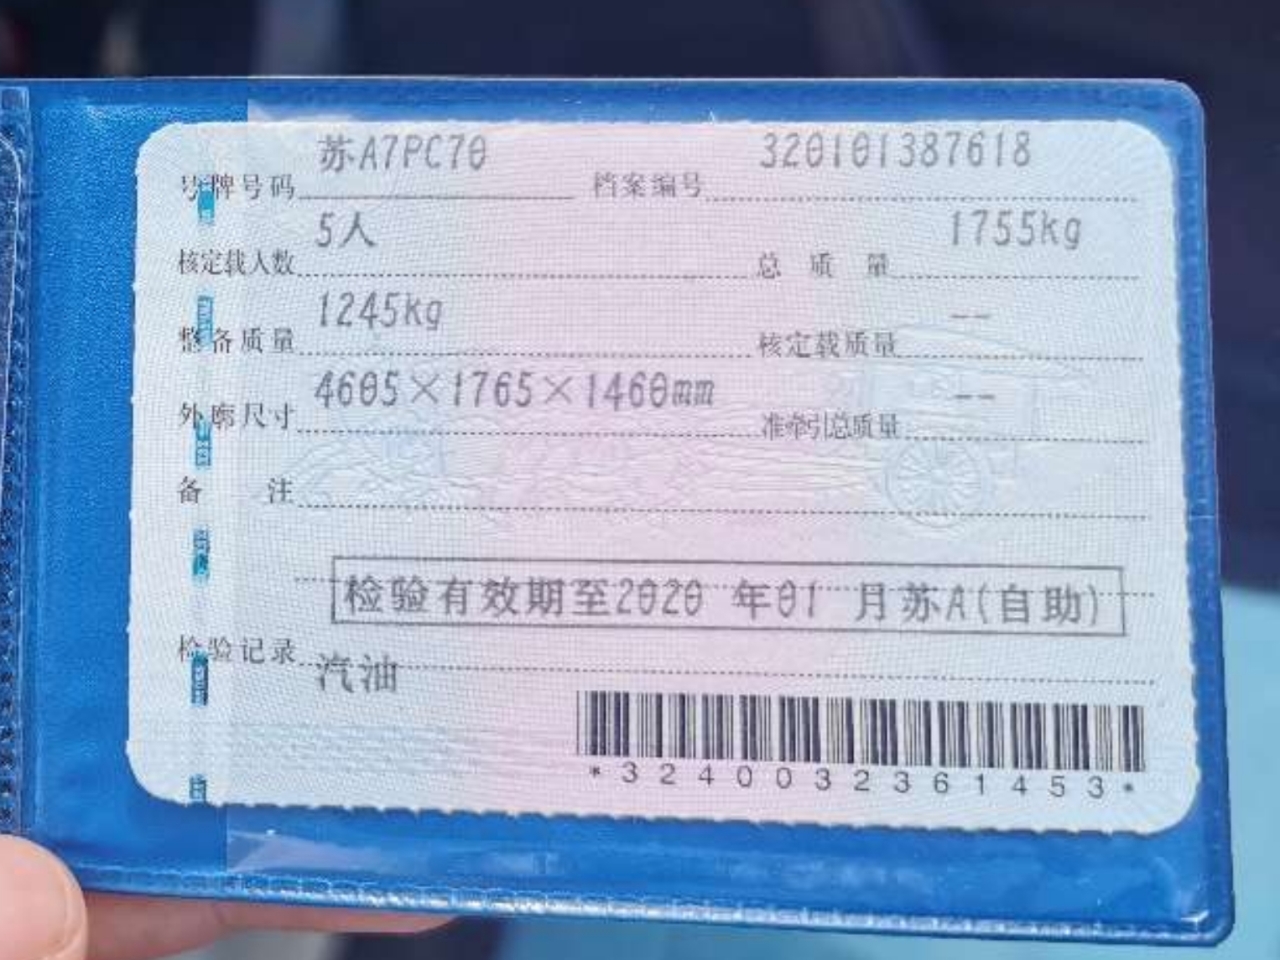 苏A7PC70 320101387618
号牌号码 档案编号
5人 1755kg
核定载人数 总质量
1245kg --
整备质量 核定载质量
4605×1765×1460mm --
外廓尺寸 准牵引总质量
备注
检验有效期至2020 年01 月苏A(自助)
检验记录
汽油
*3240032361453*